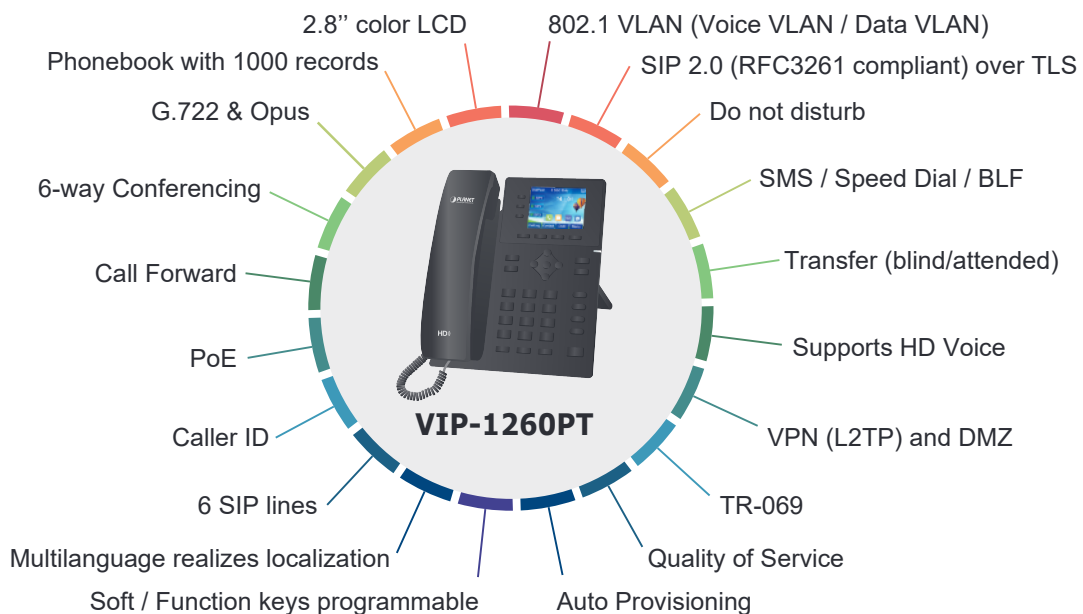 2.8’’ color LCD
802.1 VLAN (Voice VLAN / Data VLAN)
Phonebook with 1000 records
SIP 2.0 (RFC3261 compliant) over TLS
G.722 & Opus
Do not disturb
6-way Conferencing
SMS / Speed Dial / BLF
Call Forward
Transfer (blind/attended)
PoE
Supports HD Voice
Caller ID
VPN (L2TP) and DMZ
6 SIP lines
TR-069
Multilanguage realizes localization
Quality of Service
Soft / Function keys programmable
Auto Provisioning
PLANET
HD
VIP-1260PT